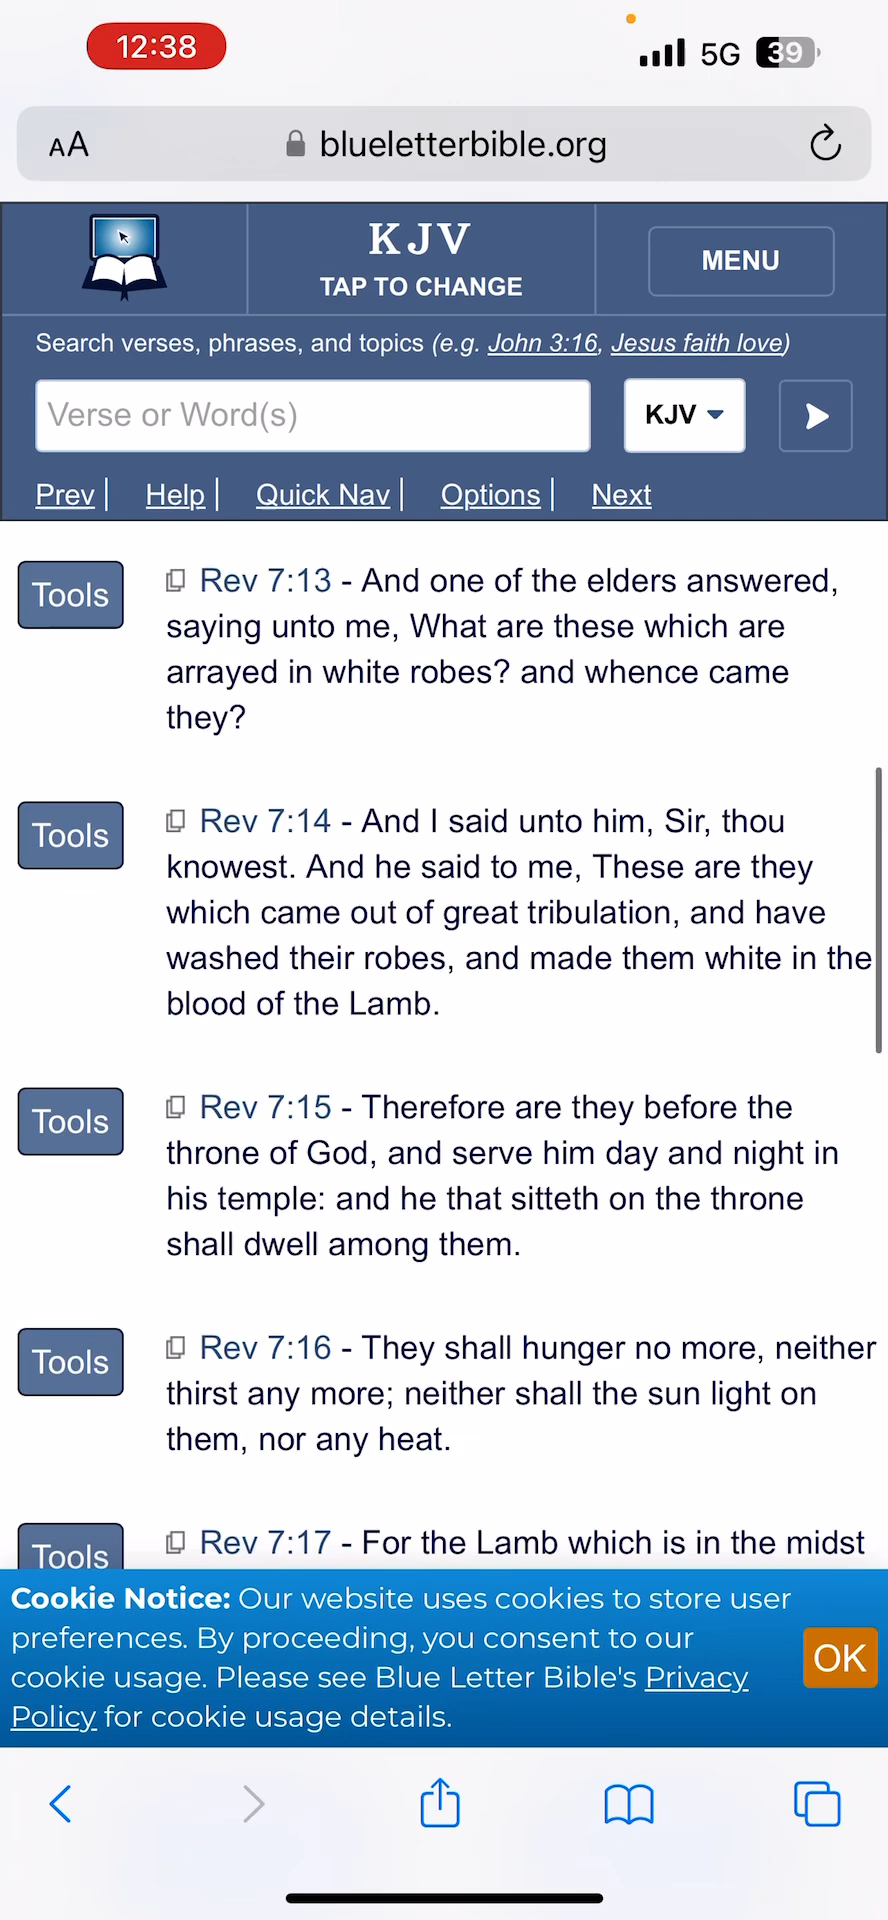 12:38
5G 39
AA blueletterbible.org
KJV
TAP TO CHANGE
MENU
Search verses, phrases, and topics (e.g. John 3:16, Jesus faith love)
Verse or Word(s)
KJV
Prev | Help | Quick Nav | Options | Next
Tools
Rev 7:13 - And one of the elders answered,
saying unto me, What are these which are
arrayed in white robes? and whence came
they?
Tools
Rev 7:14 - And I said unto him, Sir, thou
knowest. And he said to me, These are they
which came out of great tribulation, and have
washed their robes, and made them white in the
blood of the Lamb.
Tools
Rev 7:15 - Therefore are they before the
throne of God, and serve him day and night in
his temple: and he that sitteth on the throne
shall dwell among them.
Tools
Rev 7:16 - They shall hunger no more, neither
thirst any more; neither shall the sun light on
them, nor any heat.
Tools
Rev 7:17 - For the Lamb which is in the midst
Cookie Notice: Our website uses cookies to store user
preferences. By proceeding, you consent to our
cookie usage. Please see Blue Letter Bible's Privacy
Policy for cookie usage details.
OK